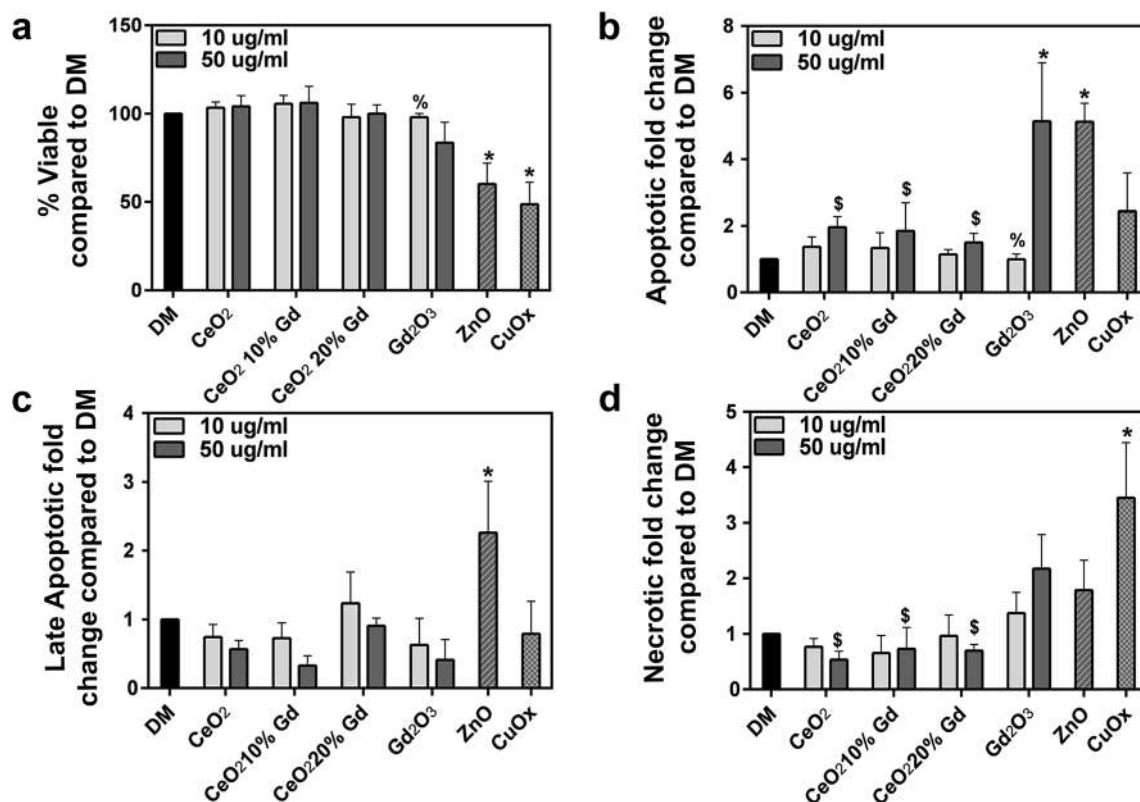 a
% Viable
compared to DM
150
100
50
0
10 ug/ml
50 ug/ml
%
*
*
DM
CeO₂
CeO₂ 10% Gd
CeO₂ 20% Gd
Gd₂O₃
ZnO
CuOx
b
Apoptotic fold change
compared to DM
8
6
4
2
0
10 ug/ml
50 ug/ml
$
$
$
%
*
*
DM
CeO₂
CeO₂10% Gd
CeO₂20% Gd
Gd₂O₃
ZnO
CuOx
c
Late Apoptotic fold
change compared to DM
4
3
2
1
0
10 ug/ml
50 ug/ml
*
DM
CeO₂
CeO₂10% Gd
CeO₂20% Gd
Gd₂O₃
ZnO
CuOx
d
Necrotic fold change
compared to DM
5
4
3
2
1
0
10 ug/ml
50 ug/ml
$
$
$
*
DM
CeO₂
CeO₂10% Gd
CeO₂20% Gd
Gd₂O₃
ZnO
CuOx